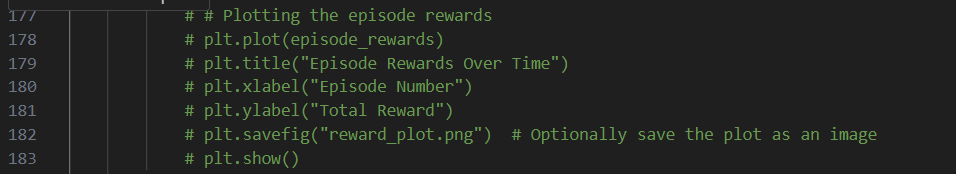 177 # # Plotting the episode rewards
178 # plt.plot(episode_rewards)
179 # plt.title("Episode Rewards Over Time")
180 # plt.xlabel("Episode Number")
181 # plt.ylabel("Total Reward")
182 # plt.savefig("reward_plot.png")  # Optionally save the plot as an image
183 # plt.show()